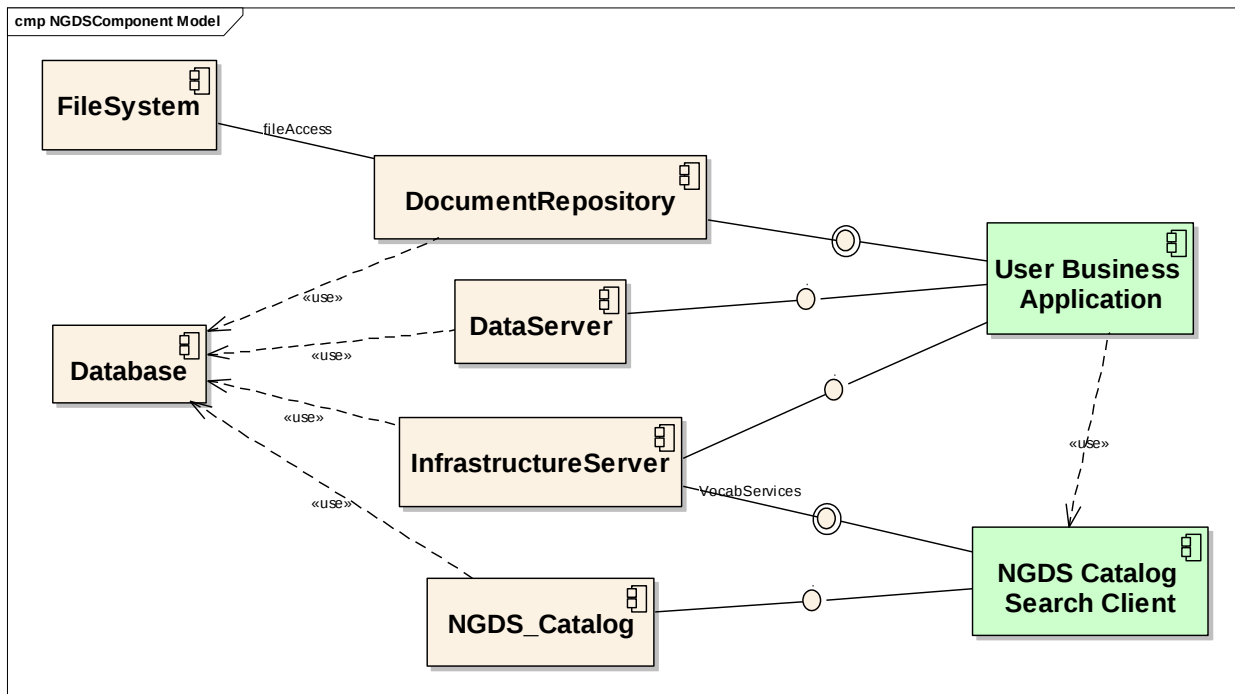 cmp NGDSComponent Model
FileSystem
fileAccess
DocumentRepository
User Business
Application
«use»
DataServer
Database
«use»
«use»
InfrastructureServer
«use»
VocabServices
«use»
NGDS Catalog
Search Client
NGDS_Catalog